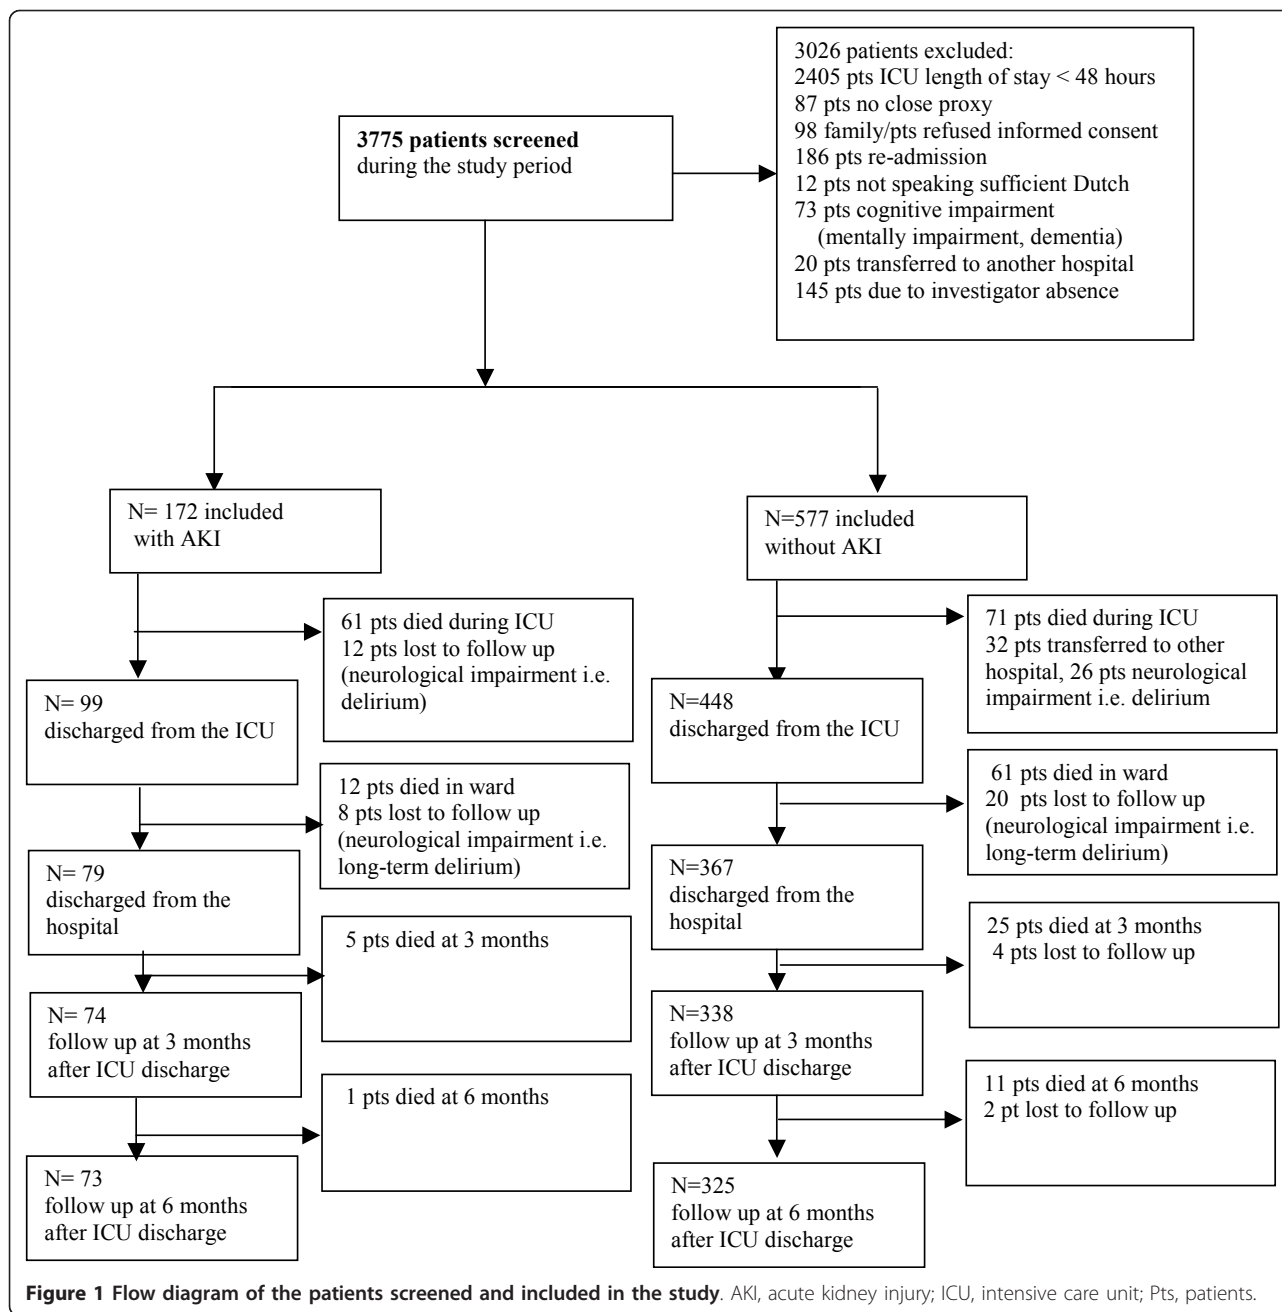 3026 patients excluded:
2405 pts ICU length of stay < 48 hours
87 pts no close proxy
98 family/pts refused informed consent
186 pts re-admission
12 pts not speaking sufficient Dutch
73 pts cognitive impairment
(mentally impairment, dementia)
20 pts transferred to another hospital
145 pts due to investigator absence
3775 patients screened
during the study period
N= 172 included
with AKI
N=577 included
without AKI
61 pts died during ICU
12 pts lost to follow up
(neurological impairment i.e.
delirium)
71 pts died during ICU
32 pts transferred to other
hospital, 26 pts neurological
impairment i.e. delirium
N= 99
discharged from the ICU
N=448
discharged from the ICU
12 pts died in ward
8 pts lost to follow up
(neurological impairment i.e.
long-term delirium)
61 pts died in ward
20 pts lost to follow up
(neurological impairment i.e.
long-term delirium)
N= 79
discharged from the
hospital
N=367
discharged from the
hospital
5 pts died at 3 months
25 pts died at 3 months
4 pts lost to follow up
N= 74
follow up at 3 months
after ICU discharge
N=338
follow up at 3 months
after ICU discharge
1 pts died at 6 months
11 pts died at 6 months
2 pt lost to follow up
N= 73
follow up at 6 months
after ICU discharge
N=325
follow up at 6 months
after ICU discharge
Figure 1 Flow diagram of the patients screened and included in the study. AKI, acute kidney injury; ICU, intensive care unit; Pts, patients.